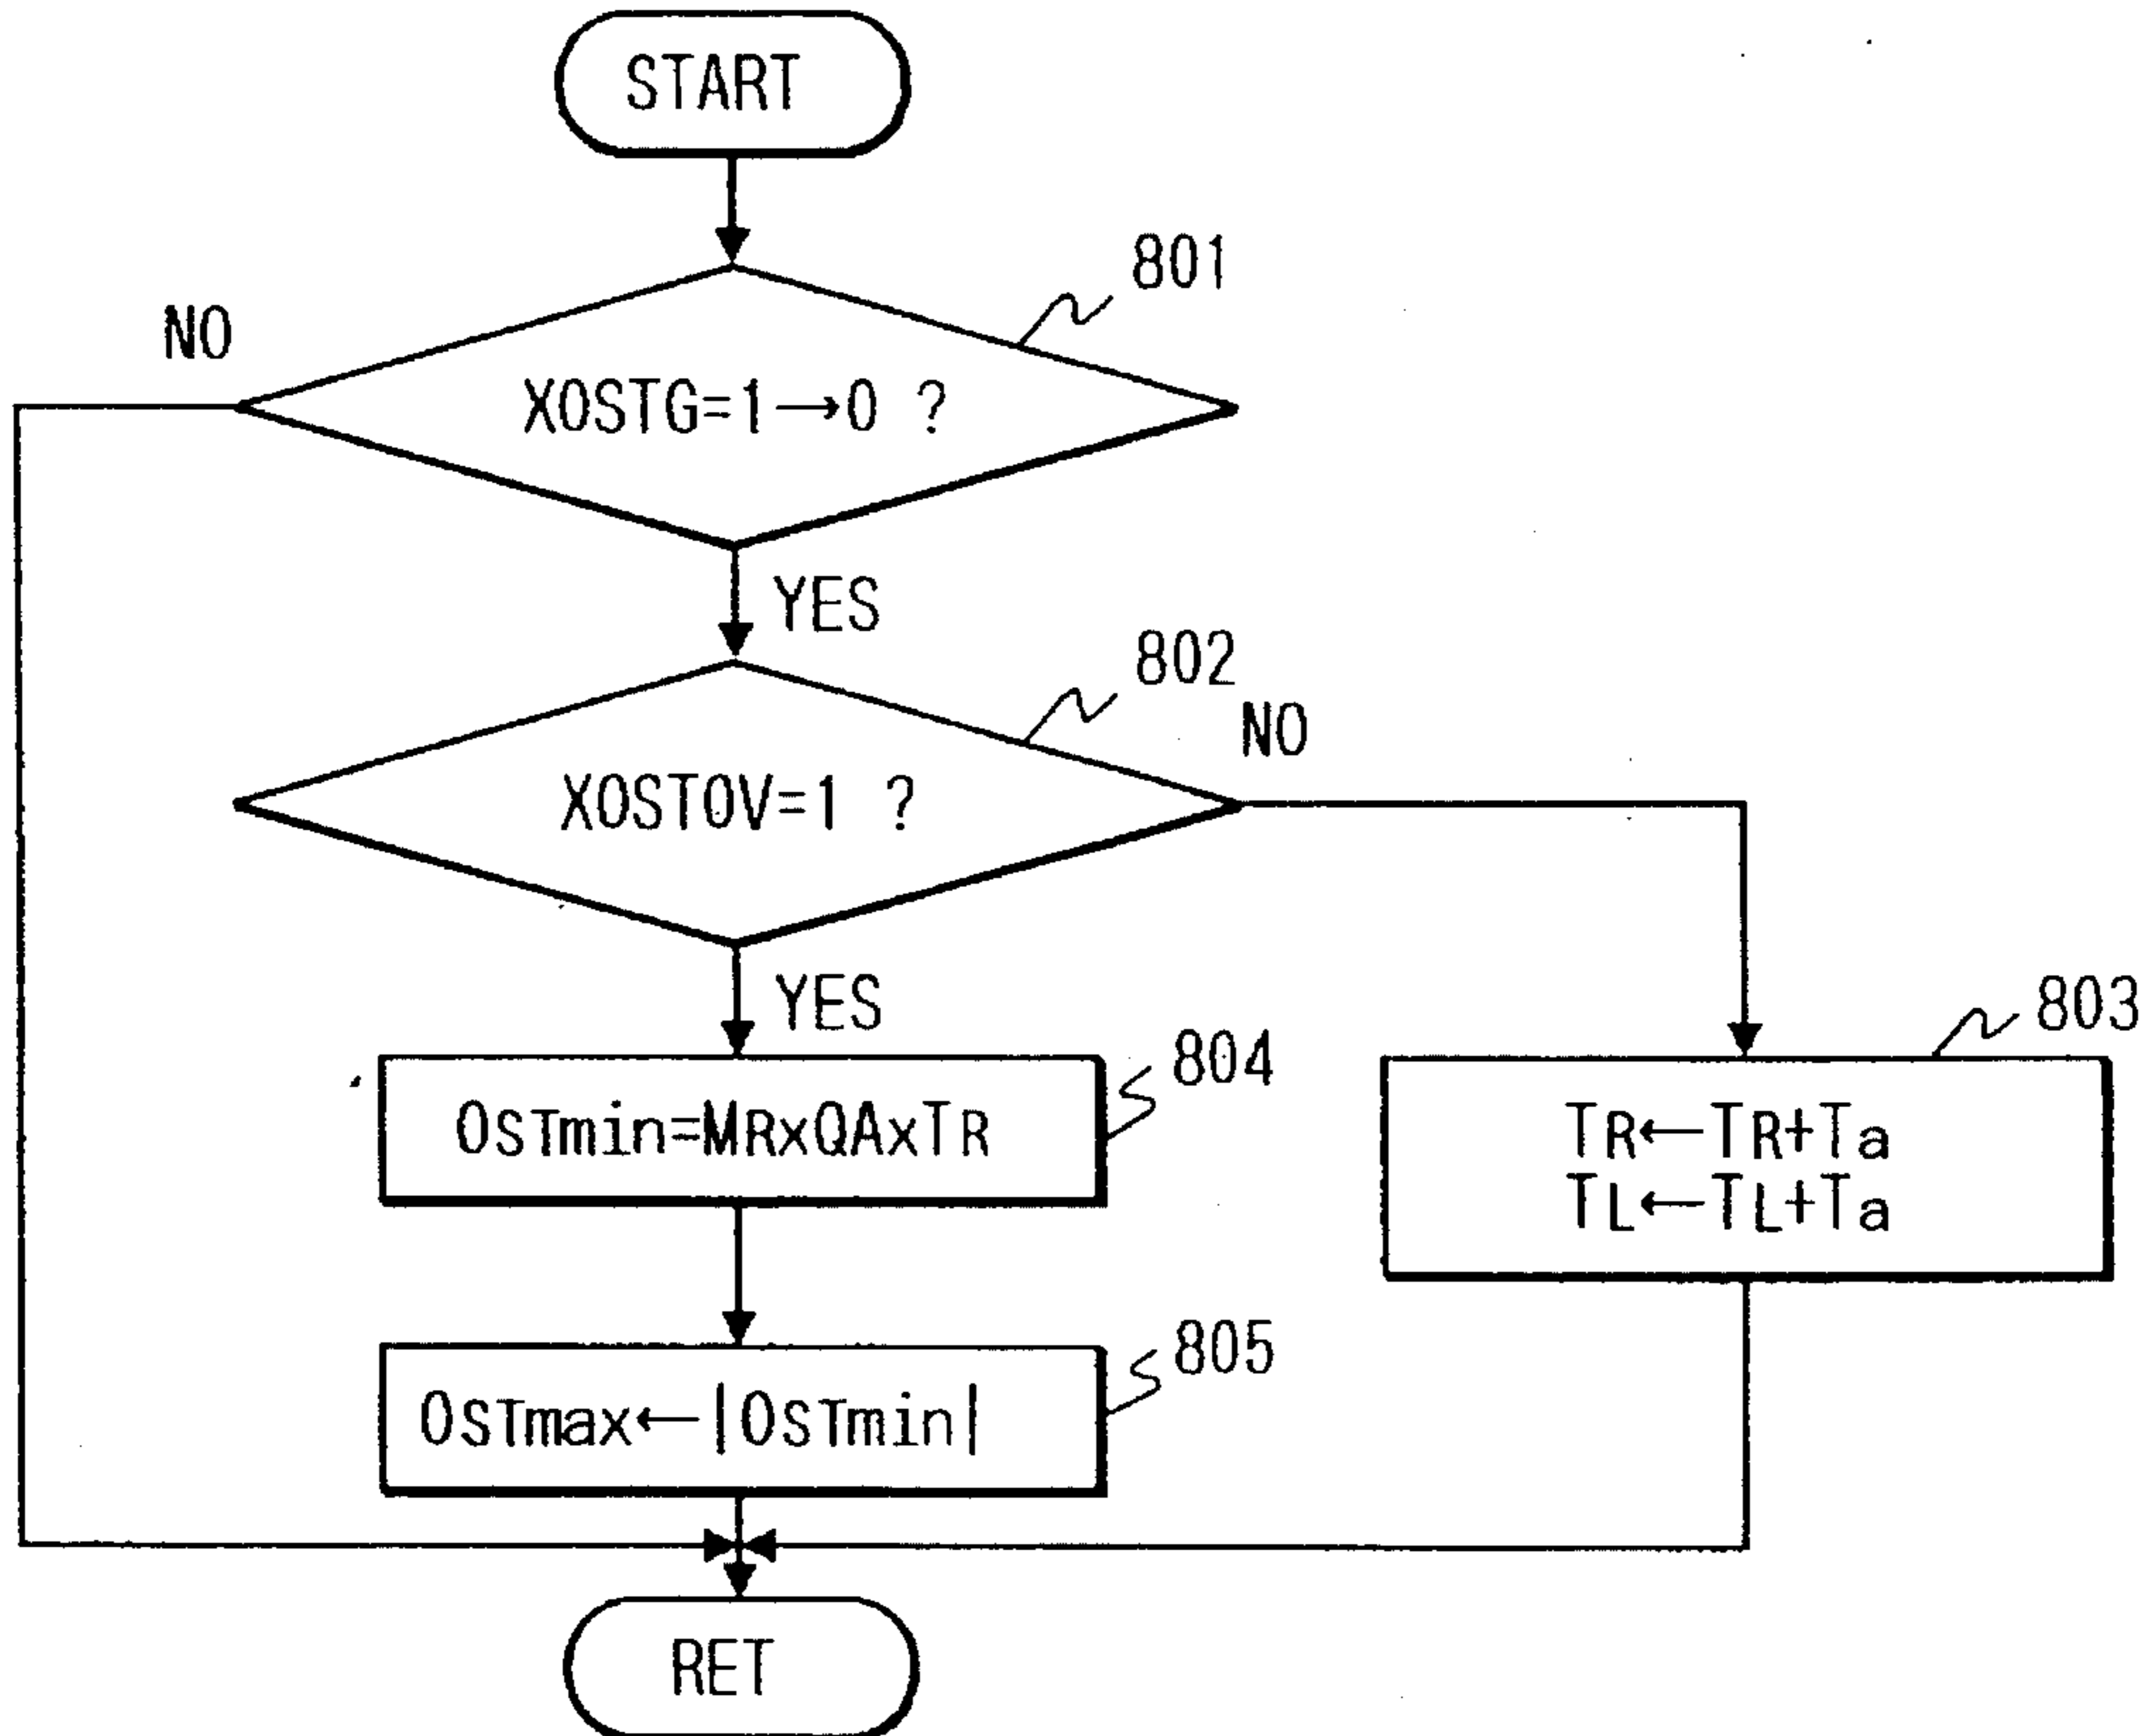 START
801
NO
XOSTG=1→0 ?
YES
802
NO
XOSTOV=1 ?
YES
804
OSTmin=MRxQAxTR
803
TR←TR+Ta
TL←TL+Ta
805
OSTmax←|OSTmin|
RET